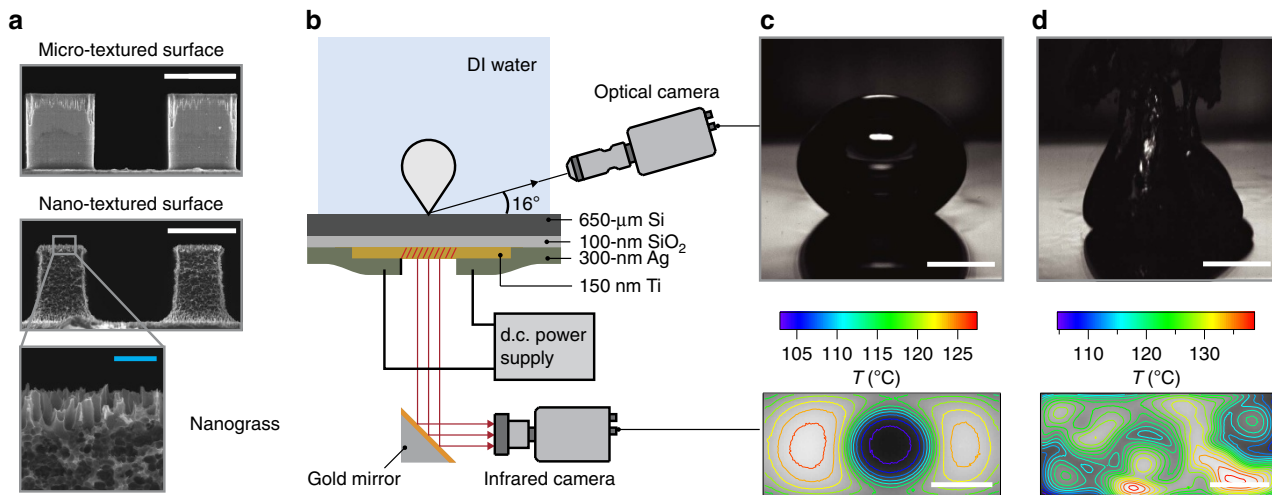 a
Micro-textured surface
Nano-textured surface
Nanograss
b
DI water
Optical camera
16°
650-μm Si
100-nm SiO₂
300-nm Ag
150 nm Ti
d.c. power
supply
Gold mirror
Infrared camera
c
105 110 115 120 125
T (°C)
d
110 120 130
T (°C)